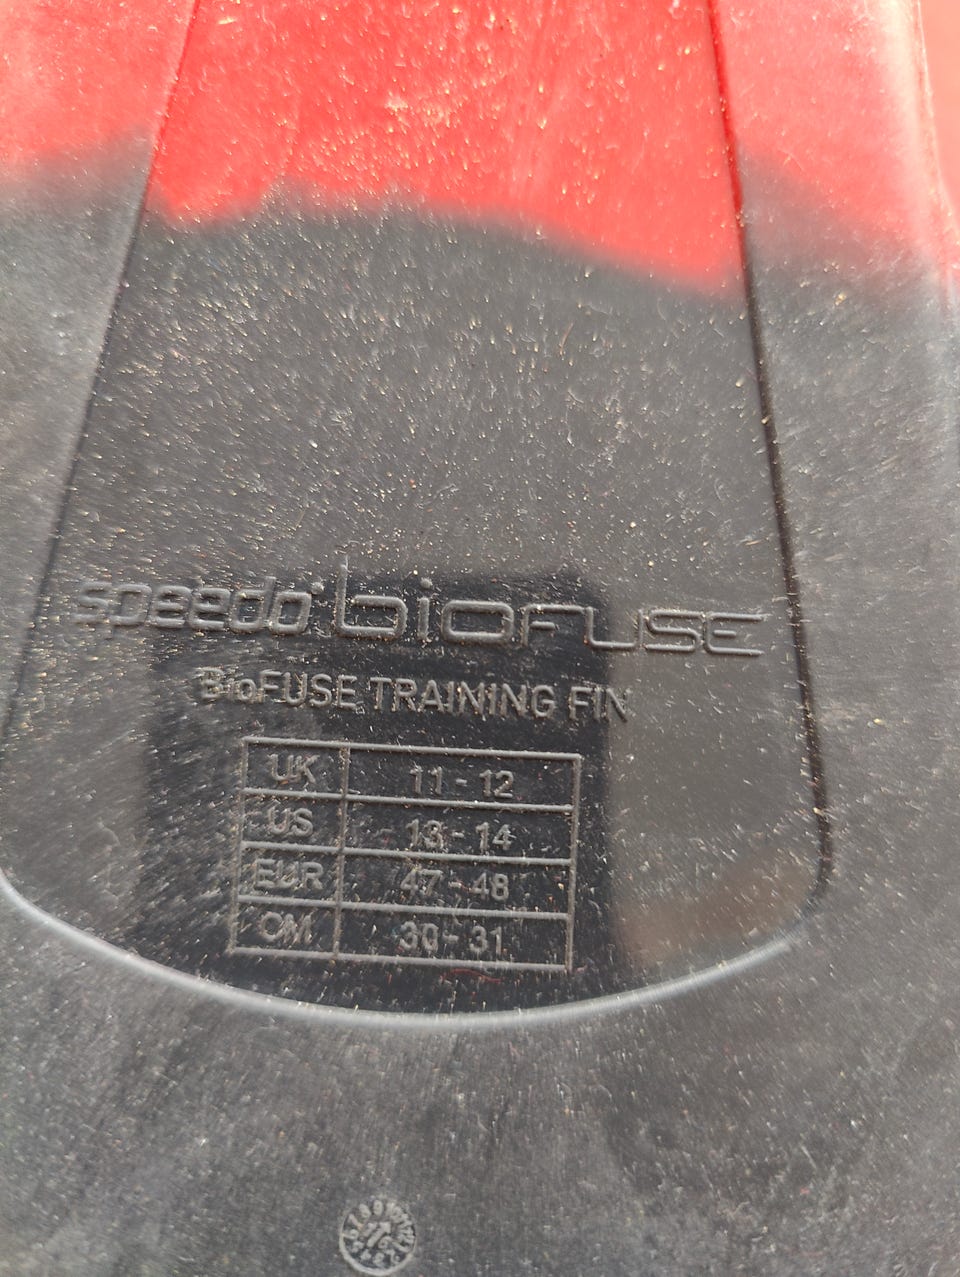 speedo biofuse
BioFUSE TRAINING FIN
UK 11 - 12
US 13 - 14
EUR 47 - 48
CM 30 - 31